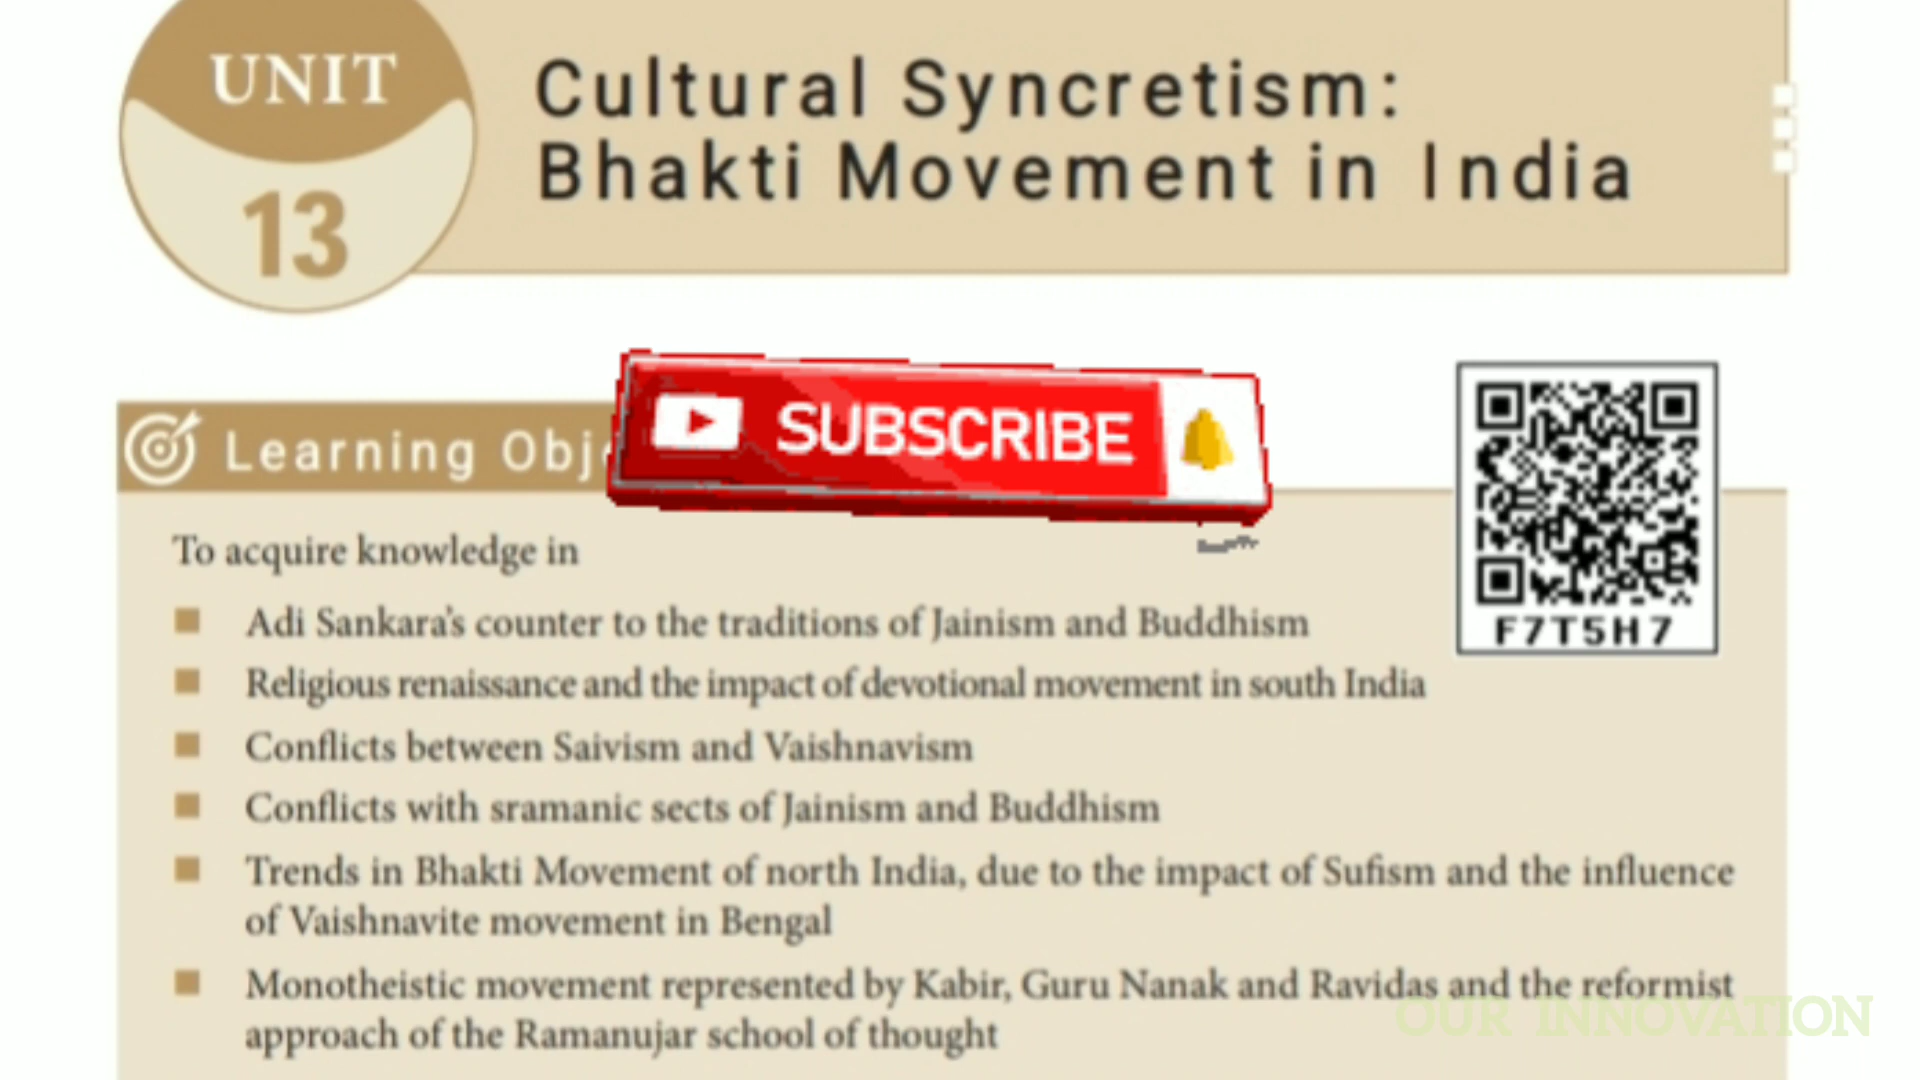 UNIT
13
Cultural Syncretism:
Bhakti Movement in India
Learning Obj
SUBSCRIBE
F7T5H7
To acquire knowledge in
Adi Sankara's counter to the traditions of Jainism and Buddhism
Religious renaissance and the impact of devotional movement in south India
Conflicts between Saivism and Vaishnavism
Conflicts with sramanic sects of Jainism and Buddhism
Trends in Bhakti Movement of north India, due to the impact of Sufism and the influence
of Vaishnavite movement in Bengal
Monotheistic movement represented by Kabir, Guru Nanak and Ravidas and the reformist
approach of the Ramanujar school of thought
OUR INNOVATION